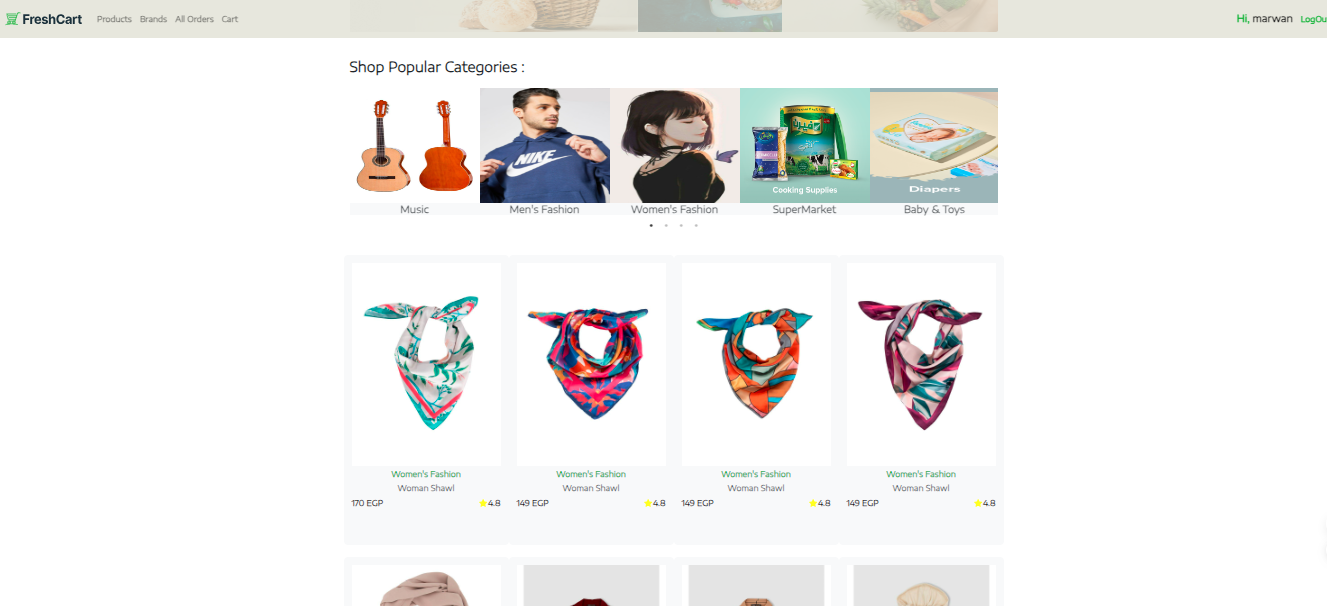 FreshCart Products Brands All Orders Cart Hi, marwan LogOu
Shop Popular Categories :
NIKE
Cooking Supplies
Diapers
Music Men's Fashion Women's Fashion SuperMarket Baby & Toys
Women's Fashion Women's Fashion Women's Fashion Women's Fashion
Woman Shawl Woman Shawl Woman Shawl Woman Shawl
170 EGP 4.8 149 EGP 4.8 149 EGP 4.8 149 EGP 4.8